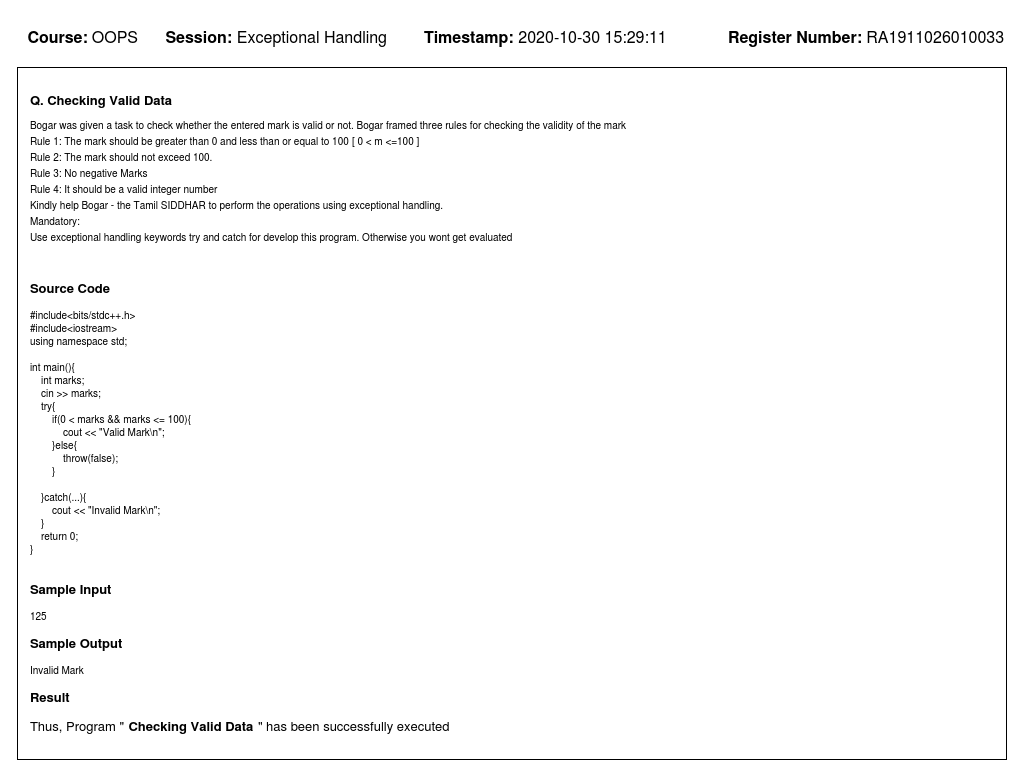 Course: OOPS Session: Exceptional Handling Timestamp: 2020-10-30 15:29:11 Register Number: RA1911026010033
Q. Checking Valid Data
Bogar was given a task to check whether the entered mark is valid or not. Bogar framed three rules for checking the validity of the mark
Rule 1: The mark should be greater than 0 and less than or equal to 100 [ 0 < m <=100 ]
Rule 2: The mark should not exceed 100.
Rule 3: No negative Marks
Rule 4: It should be a valid integer number
Kindly help Bogar - the Tamil SIDDHAR to perform the operations using exceptional handling.
Mandatory:
Use exceptional handling keywords try and catch for develop this program. Otherwise you wont get evaluated
Source Code
#include<bits/stdc++.h>
#include<iostream>
using namespace std;
int main(){
    int marks;
    cin >> marks;
    try{
        if(0 < marks && marks <= 100){
            cout << "Valid Mark\n";
        }else{
            throw(false);
        }
    }catch(...){
        cout << "Invalid Mark\n";
    }
    return 0;
}
Sample Input
125
Sample Output
Invalid Mark
Result
Thus, Program " Checking Valid Data " has been successfully executed